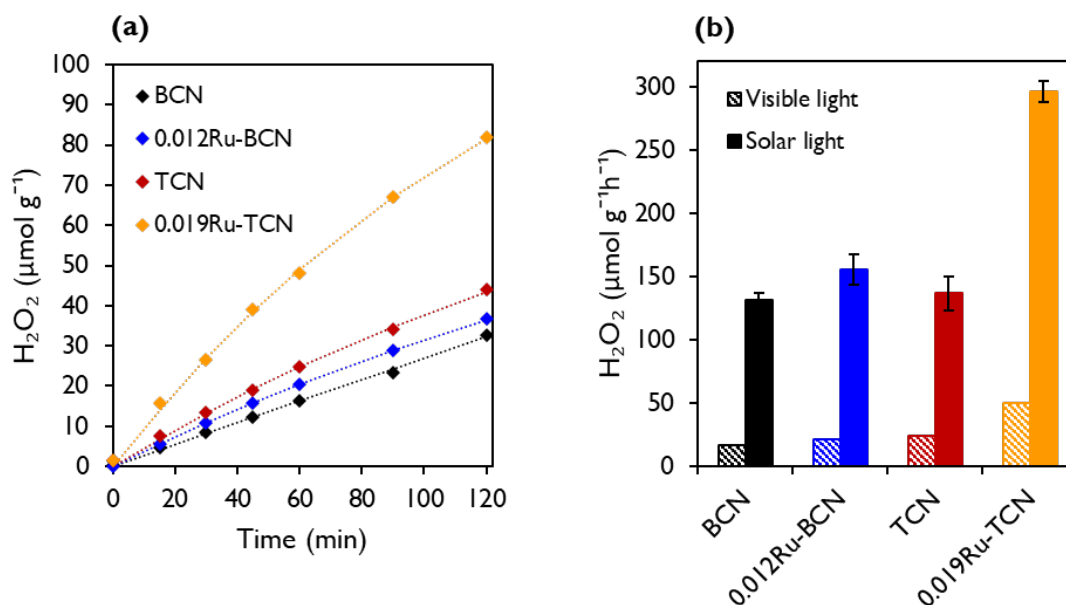 (a)
H₂O₂ (µmol g⁻¹)
100
90
80
70
60
50
40
30
20
10
0
BCN
0.012Ru-BCN
TCN
0.019Ru-TCN
0 20 40 60 80 100 120
Time (min)
(b)
H₂O₂ (µmol g⁻¹h⁻¹)
300
250
200
150
100
50
0
Visible light
Solar light
BCN
0.012Ru-BCN
TCN
0.019Ru-TCN